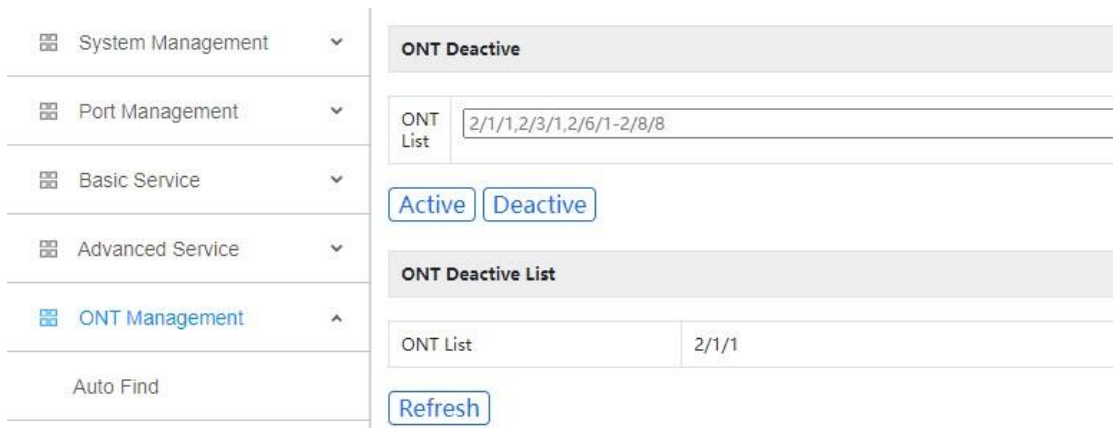 System Management
Port Management
Basic Service
Advanced Service
ONT Management
Auto Find
ONT Deactive
ONT
List
2/1/1,2/3/1,2/6/1-2/8/8
Active Deactive
ONT Deactive List
ONT List 2/1/1
Refresh